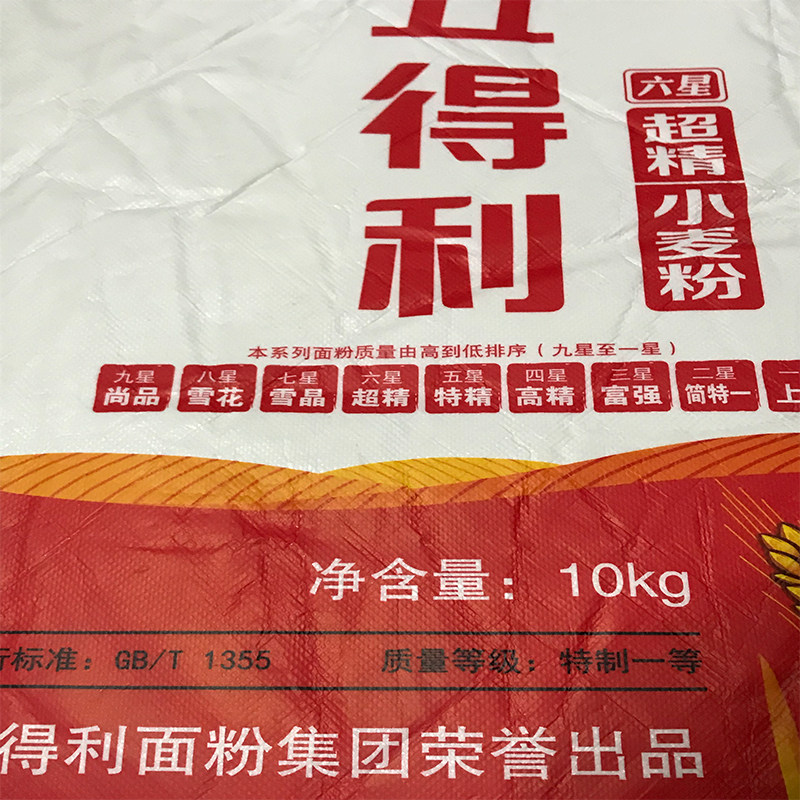 五得利
六星
超精
小麦粉
本系列面粉质量由高到低排序（九星至一星）
九星 八星 七星 六星 五星 四星 三星 二星 一
尚品 雪花 雪晶 超精 特精 高精 富强 简特一 上
净含量：10kg
行标准：GB/T 1355 质量等级：特制一等
得利面粉集团荣誉出品